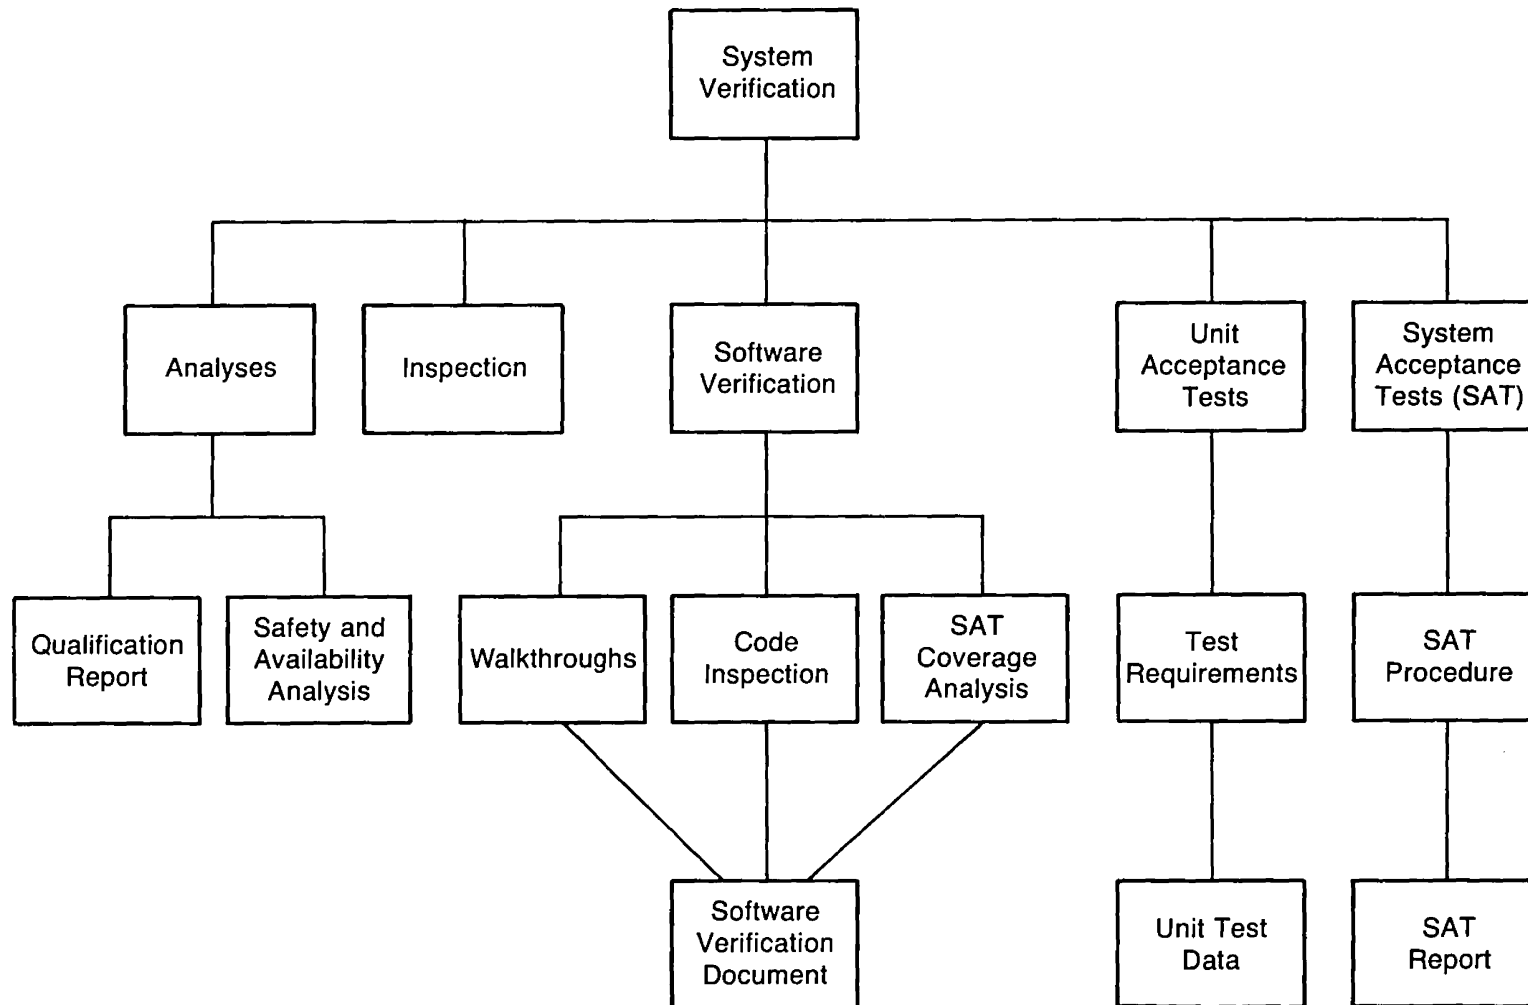 System
Verification
Analyses
Inspection
Software
Verification
Unit
Acceptance
Tests
System
Acceptance
Tests (SAT)
Qualification
Report
Safety and
Availability
Analysis
Walkthroughs
Code
Inspection
SAT
Coverage
Analysis
Test
Requirements
SAT
Procedure
Software
Verification
Document
Unit Test
Data
SAT
Report